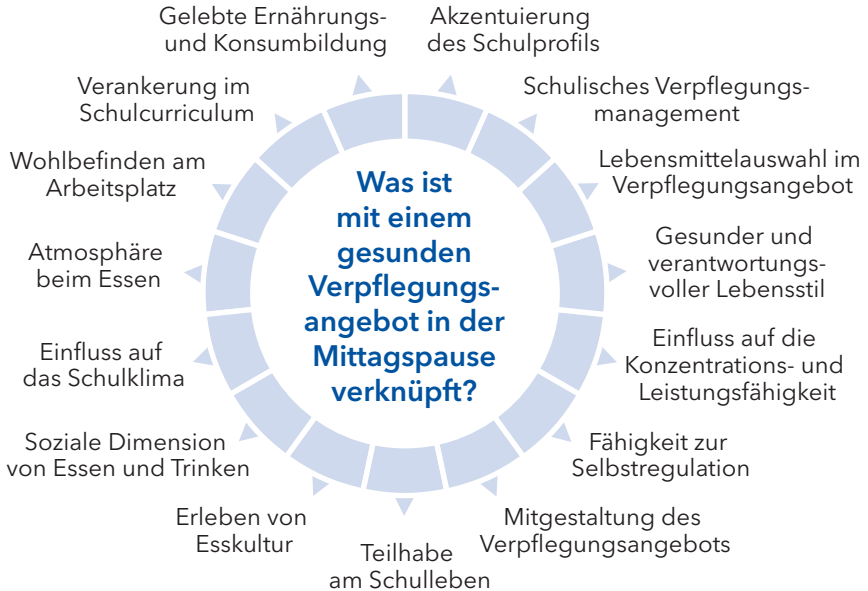 Gelebte Ernährungs-
und Konsumbildung
Akzentuierung
des Schulprofils
Schulisches Verpflegungs-
management
Lebensmittelauswahl im
Verpflegungsangebot
Gesunder und
verantwortungs-
voller Lebensstil
Einfluss auf die
Konzentrations- und
Leistungsfähigkeit
Fähigkeit zur
Selbstregulation
Mitgestaltung des
Verpflegungsangebots
Teilhabe
am Schulleben
Erleben von
Esskultur
Soziale Dimension
von Essen und Trinken
Einfluss auf
das Schulklima
Atmosphäre
beim Essen
Wohlbefinden am
Arbeitsplatz
Verankerung im
Schulcurriculum
Was ist
mit einem
gesunden
Verpflegungs-
angebot in der
Mittagspause
verknüpft?